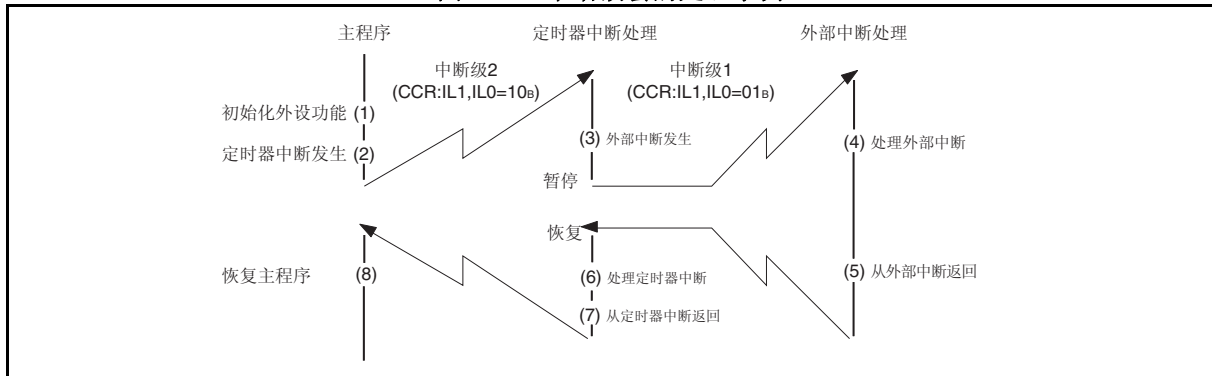 主程序 定时器中断处理 外部中断处理
中断级2 中断级1
(CCR:IL1,IL0=10B) (CCR:IL1,IL0=01B)
初始化外设功能 (1)
(3) 外部中断发生 (4) 处理外部中断
定时器中断发生 (2)
暂停
恢复
恢复主程序 (8) (6) 处理定时器中断 (5) 从外部中断返回
(7) 从定时器中断返回